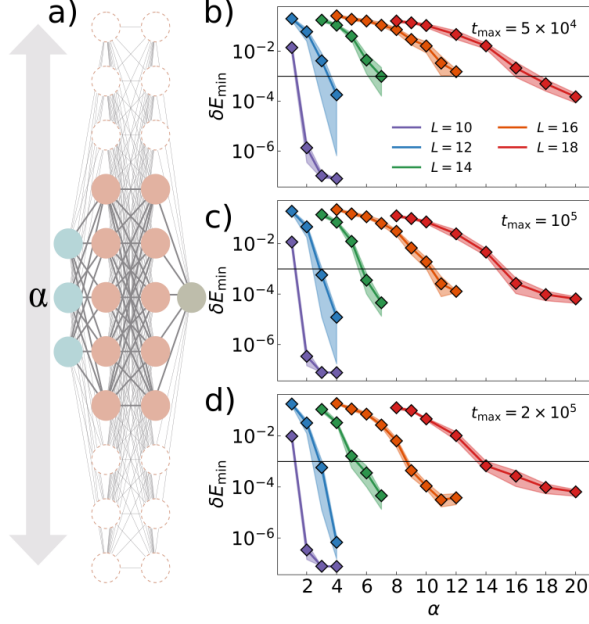 a)
α
b)
t_max = 5 × 10^4
δE_min
10^-2
10^-4
10^-6
L = 10
L = 12
L = 14
L = 16
L = 18
c)
t_max = 10^5
δE_min
10^-2
10^-4
10^-6
d)
t_max = 2 × 10^5
δE_min
10^-2
10^-4
10^-6
2 4 6 8 10 12 14 16 18 20
α